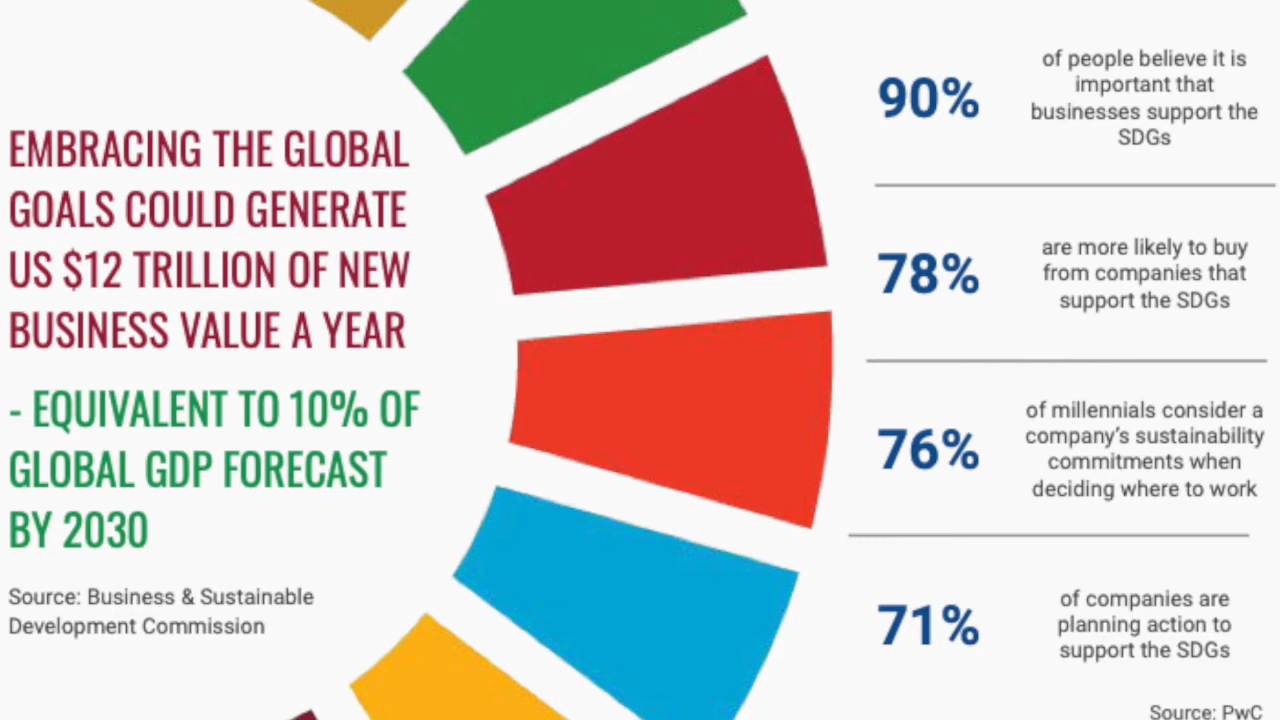 EMBRACING THE GLOBAL
GOALS COULD GENERATE
US $12 TRILLION OF NEW
BUSINESS VALUE A YEAR
- EQUIVALENT TO 10% OF
GLOBAL GDP FORECAST
BY 2030
Source: Business & Sustainable
Development Commission
90%
of people believe it is
important that
businesses support the
SDGs
78%
are more likely to buy
from companies that
support the SDGs
76%
of millennials consider a
company's sustainability
commitments when
deciding where to work
71%
of companies are
planning action to
support the SDGs
Source: PwC